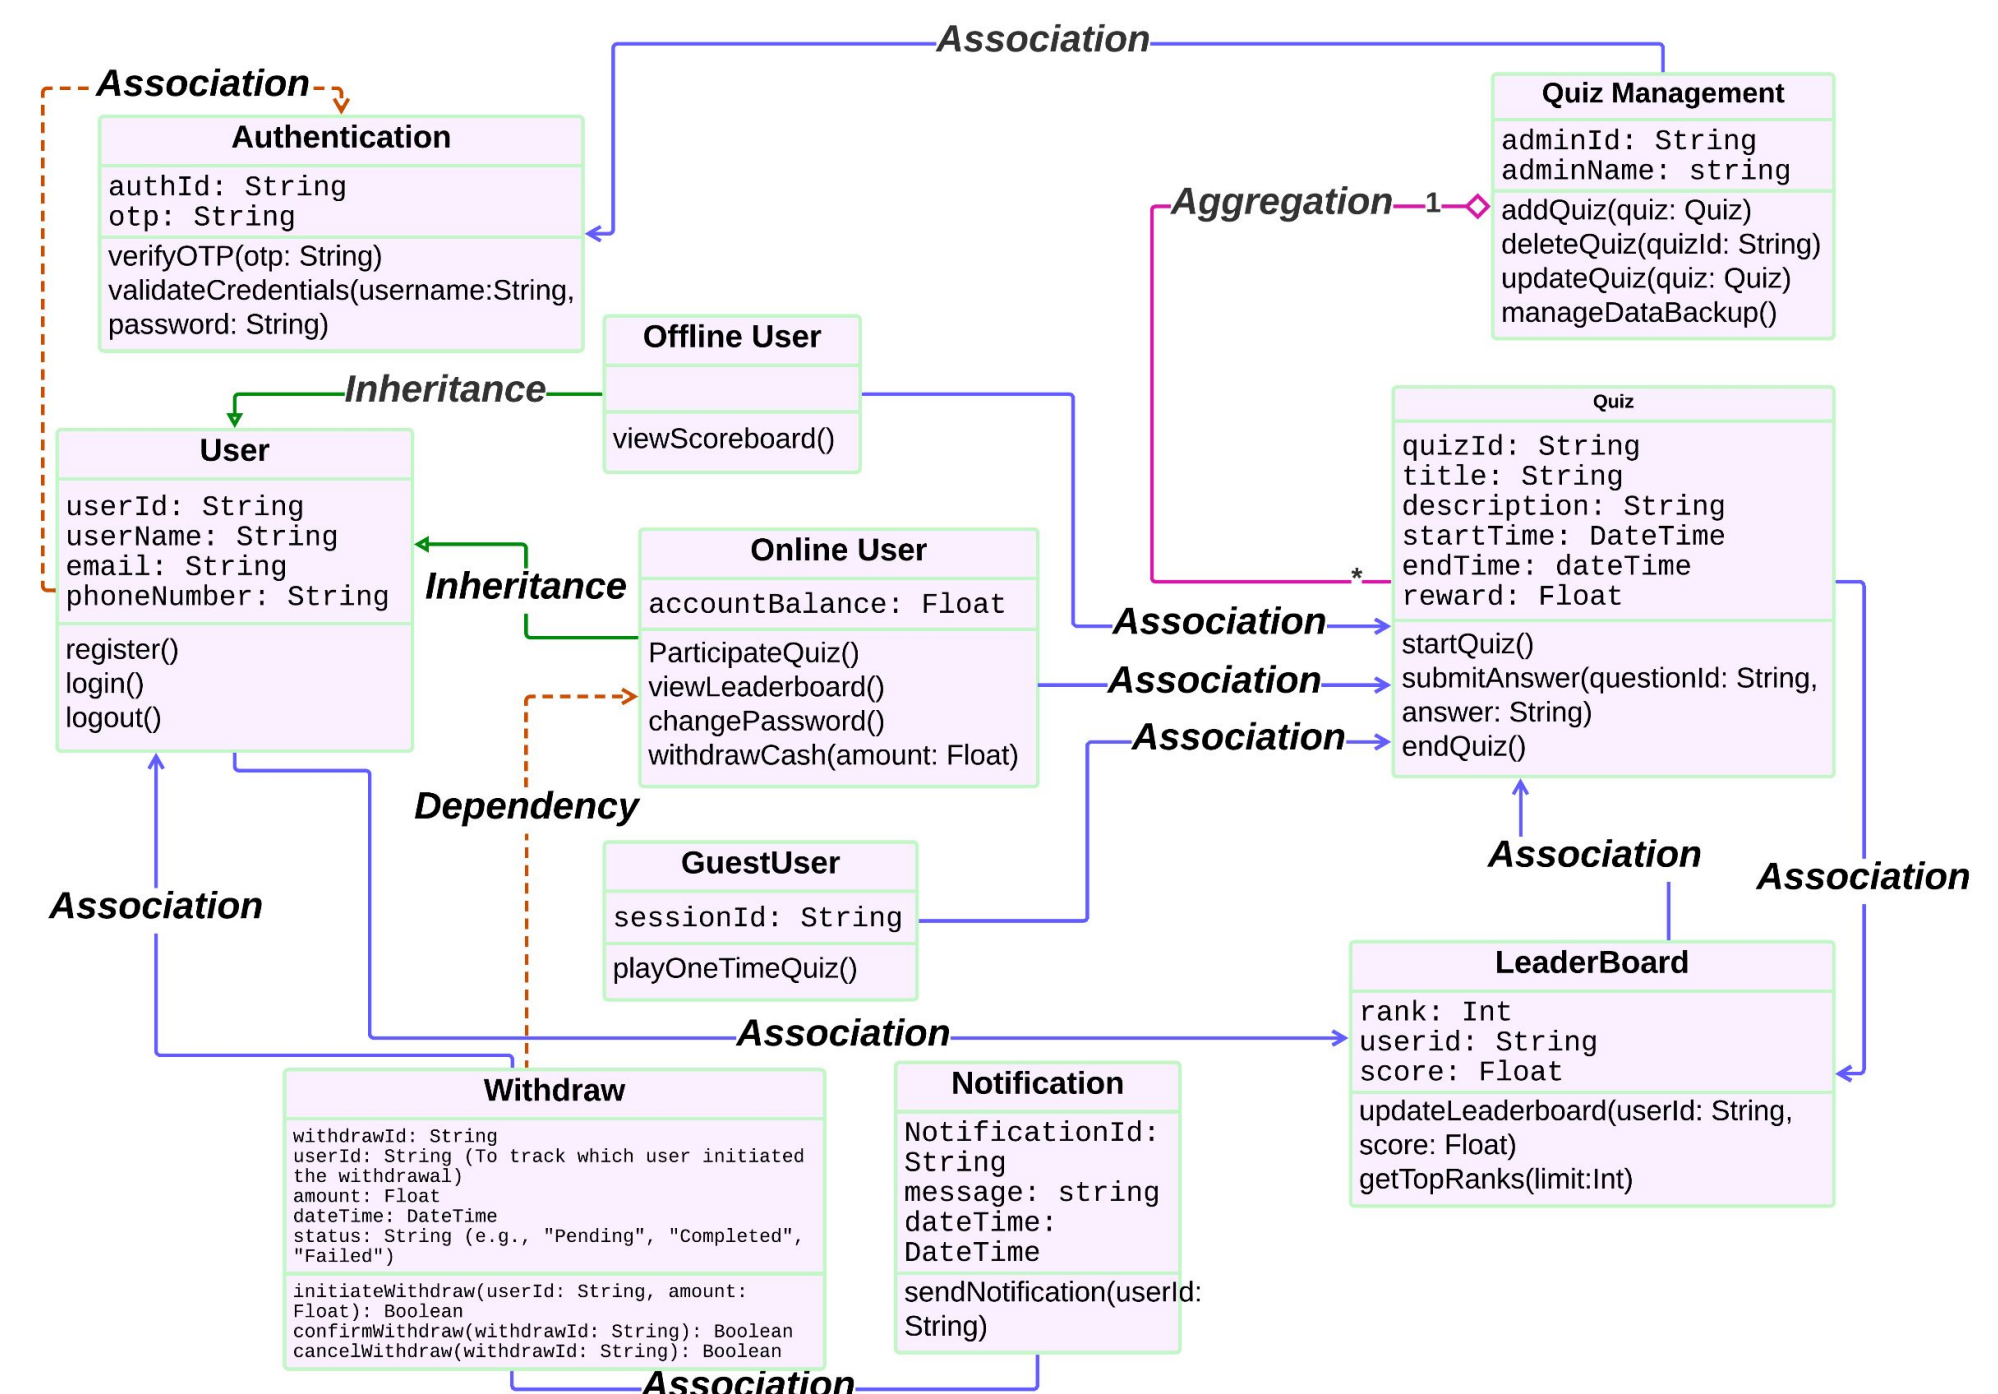 Association
Association
Authentication
authId: String
otp: String
verifyOTP(otp: String)
validateCredentials(username:String,
password: String)
Quiz Management
adminId: String
adminName: string
addQuiz(quiz: Quiz)
deleteQuiz(quizId: String)
updateQuiz(quiz: Quiz)
manageDataBackup()
Aggregation
1
*
Offline User
viewScoreboard()
Inheritance
User
userId: String
userName: String
email: String
phoneNumber: String
register()
login()
logout()
Inheritance
Online User
accountBalance: Float
ParticipateQuiz()
viewLeaderboard()
changePassword()
withdrawCash(amount: Float)
Quiz
quizId: String
title: String
description: String
startTime: DateTime
endTime: dateTime
reward: Float
startQuiz()
submitAnswer(questionId: String,
answer: String)
endQuiz()
Association
Association
Association
Dependency
GuestUser
sessionId: String
playOneTimeQuiz()
Association
Association
Association
Association
LeaderBoard
rank: Int
userid: String
score: Float
updateLeaderboard(userId: String,
score: Float)
getTopRanks(limit:Int)
Withdraw
withdrawId: String
userId: String (To track which user initiated
the withdrawal)
amount: Float
dateTime: DateTime
status: String (e.g., "Pending", "Completed",
"Failed")
initiateWithdraw(userId: String, amount:
Float): Boolean
confirmWithdraw(withdrawId: String): Boolean
cancelWithdraw(withdrawId: String): Boolean
Notification
NotificationId:
String
message: string
dateTime:
DateTime
sendNotification(userId:
String)
Association